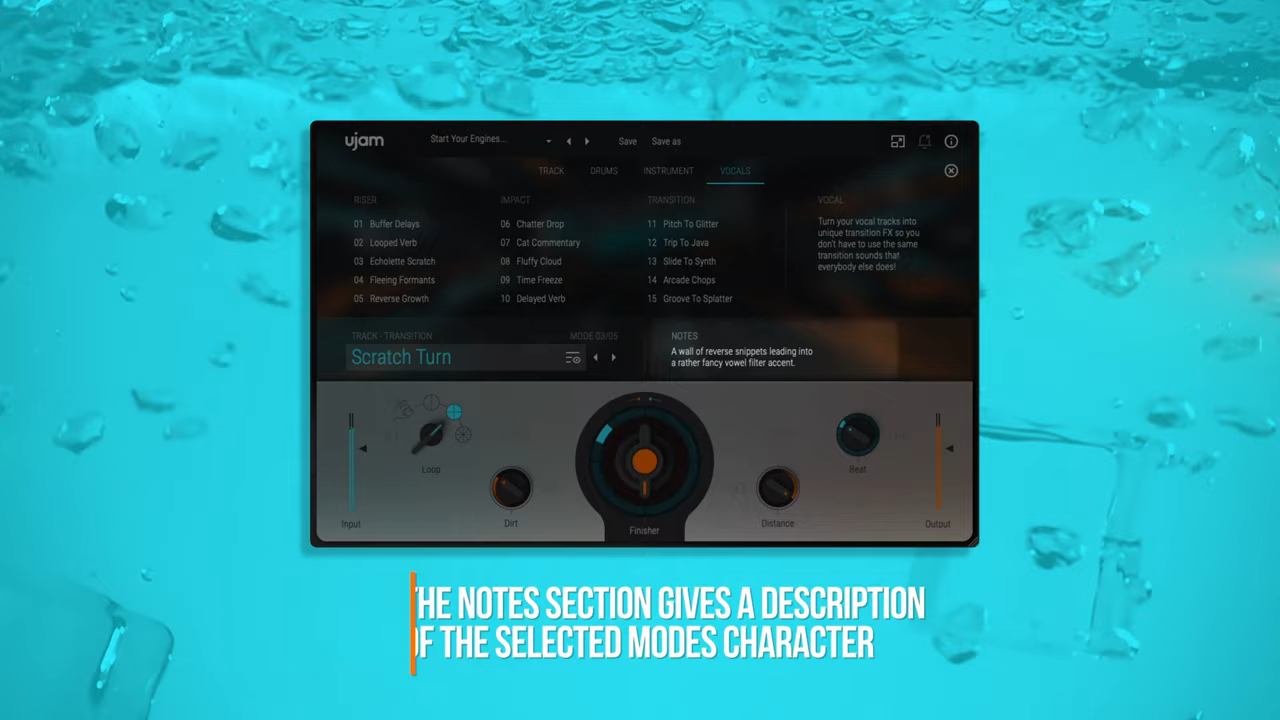 ujam
Start Your Engines...
Save
Save as
TRACK
DRUMS
INSTRUMENT
VOCALS
RISER
01 Buffer Delays
02 Looped Verb
03 Echolette Scratch
04 Fleeing Formants
05 Reverse Growth
IMPACT
06 Chatter Drop
07 Cat Commentary
08 Fluffy Cloud
09 Time Freeze
10 Delayed Verb
TRANSITION
11 Pitch To Glitter
12 Trip To Java
13 Slide To Synth
14 Arcade Chops
15 Groove To Splatter
VOCAL
Turn your vocal tracks into
unique transition FX so you
don't have to use the same
transition sounds that
everybody else does!
TRACK - TRANSITION
MODE 03/05
Scratch Turn
NOTES
A wall of reverse snippets leading into
a rather fancy vowel filter accent.
Input
Loop
Dirt
Finisher
Distance
Beat
Output
HE NOTES SECTION GIVES A DESCRIPTION
OF THE SELECTED MODES CHARACTER